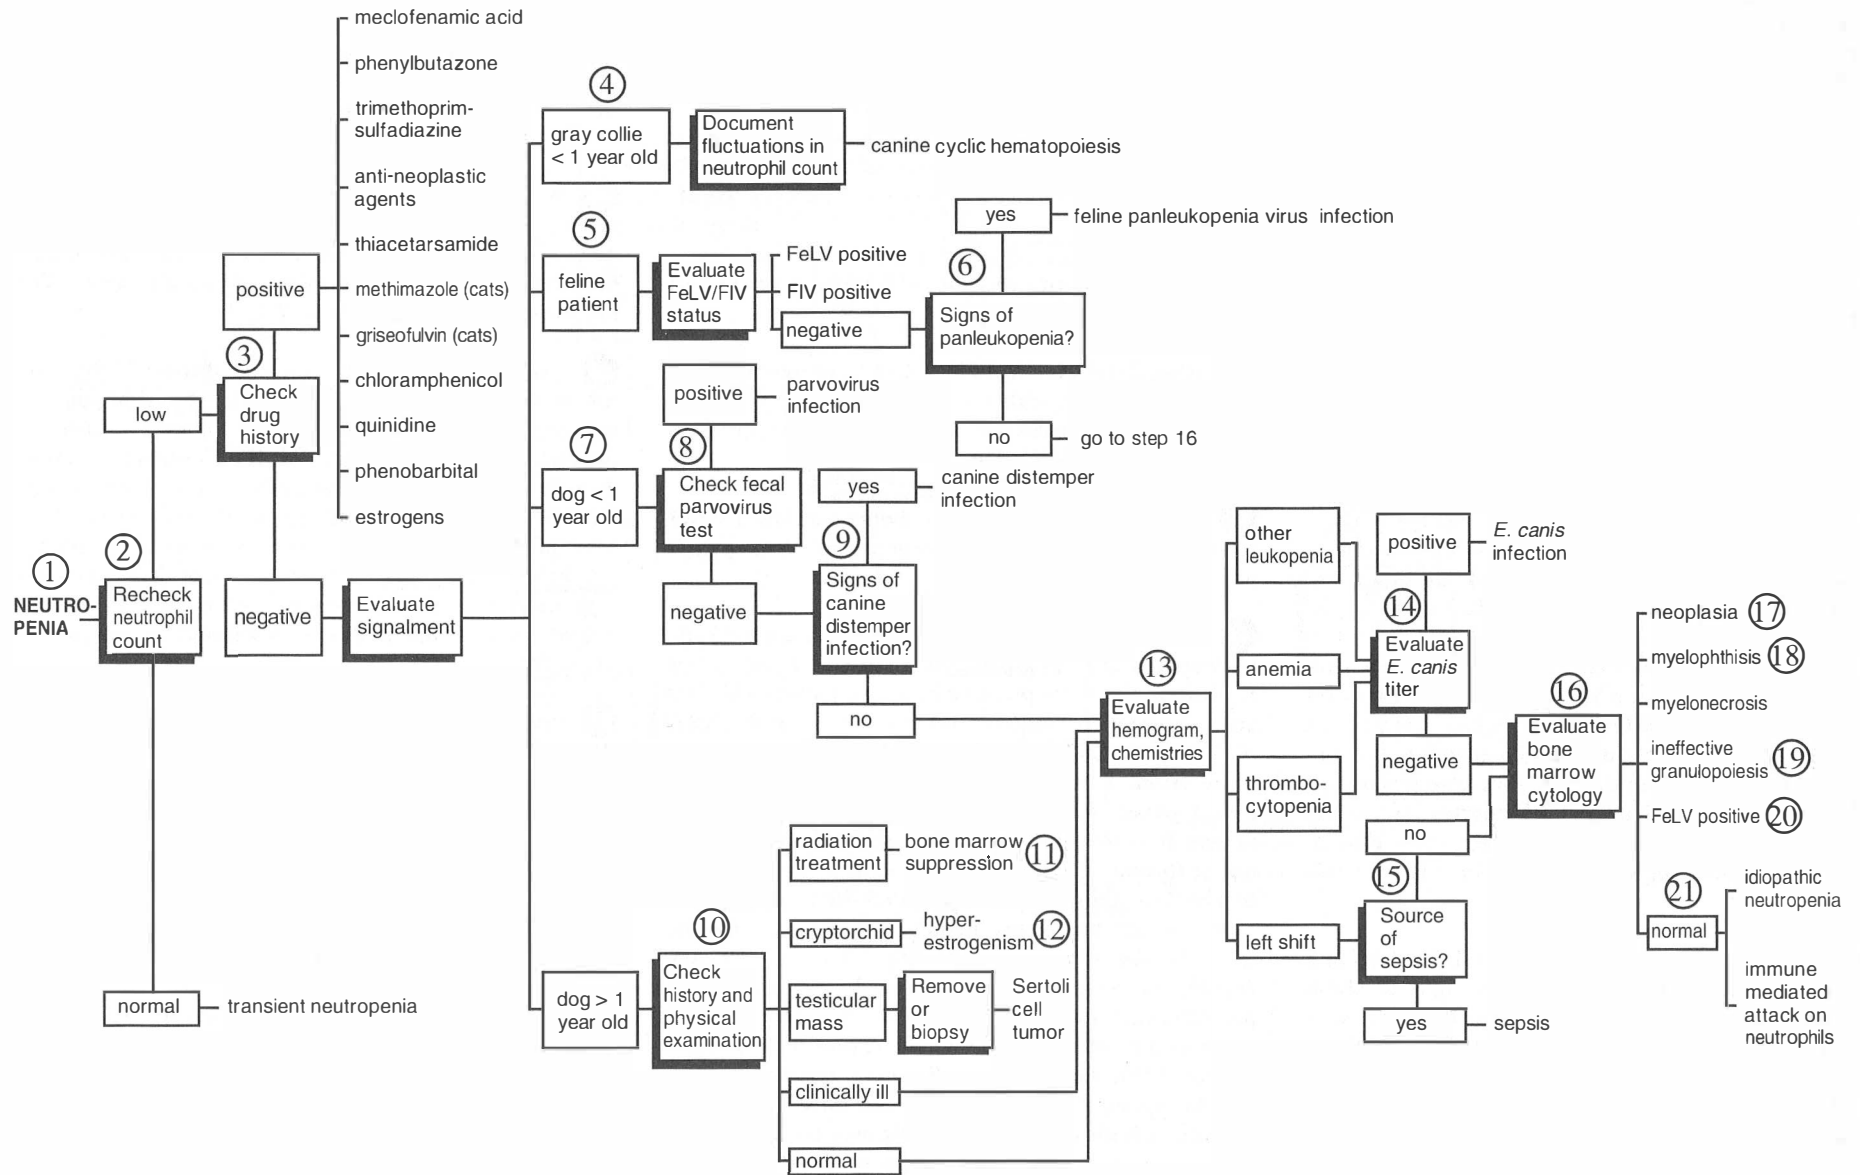 1
NEUTRO-
PENIA
2
Recheck
neutrophil
count
low
normal
transient neutropenia
3
Check
drug
history
positive
meclofenamic acid
phenylbutazone
trimethoprim-
sulfadiazine
anti-neoplastic
agents
thiacetarsamide
methimazole (cats)
griseofulvin (cats)
chloramphenicol
quinidine
phenobarbital
estrogens
negative
Evaluate
signalment
4
gray collie
< 1 year old
Document
fluctuations in
neutrophil count
canine cyclic hematopoiesis
5
feline
patient
Evaluate
FeLV/FIV
status
FeLV positive
FIV positive
negative
6
Signs of
panleukopenia?
yes
feline panleukopenia virus infection
no
go to step 16
7
dog < 1
year old
8
Check fecal
parvovirus
test
positive
parvovirus
infection
negative
9
Signs of
canine
distemper
infection?
yes
canine distemper
infection
no
dog > 1
year old
10
Check
history and
physical
examination
radiation
treatment
bone marrow
suppression
11
cryptorchid
hyper-
estrogenism
12
testicular
mass
Remove
or
biopsy
Sertoli
cell
tumor
clinically ill
normal
13
Evaluate
hemogram,
chemistries
other
leukopenia
anemia
thrombo-
cytopenia
left shift
14
Evaluate
E. canis
titer
positive
E. canis
infection
negative
15
Source
of
sepsis?
no
yes
sepsis
16
Evaluate
bone
marrow
cytology
neoplasia 17
myelophthisis 18
myelonecrosis
ineffective
granulopoiesis 19
FeLV positive 20
21
normal
idiopathic
neutropenia
immune
mediated
attack on
neutrophils